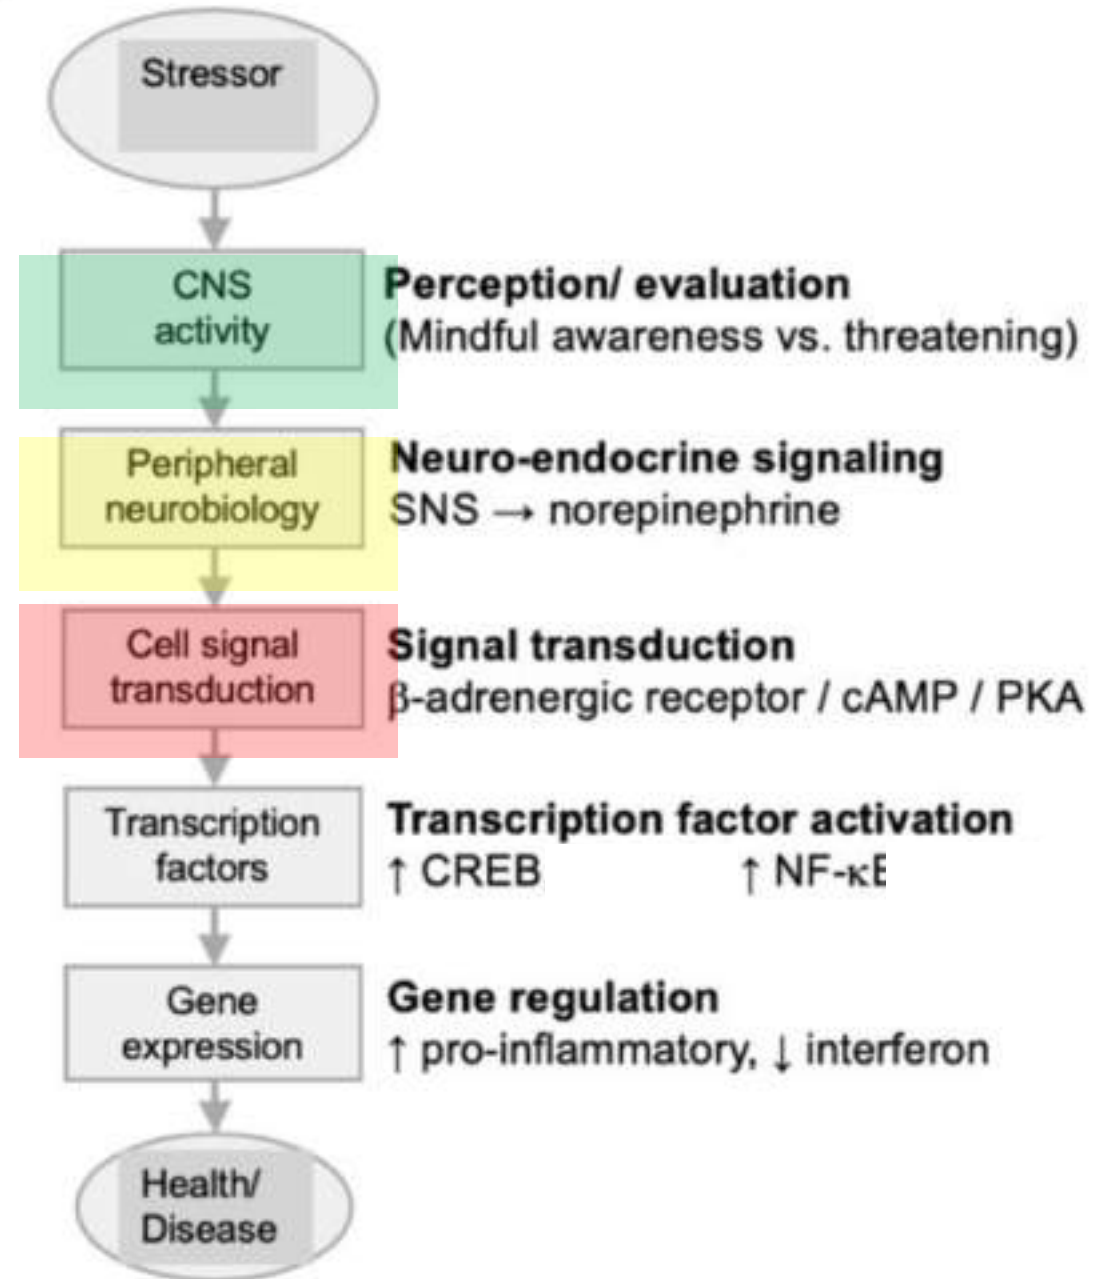 Stressor
CNS
activity
Perception/ evaluation
(Mindful awareness vs. threatening)
Peripheral
neurobiology
Neuro-endocrine signaling
SNS → norepinephrine
Cell signal
transduction
Signal transduction
β-adrenergic receptor / cAMP / PKA
Transcription
factors
Transcription factor activation
↑ CREB ↑ NF-κB
Gene
expression
Gene regulation
↑ pro-inflammatory, ↓ interferon
Health/
Disease